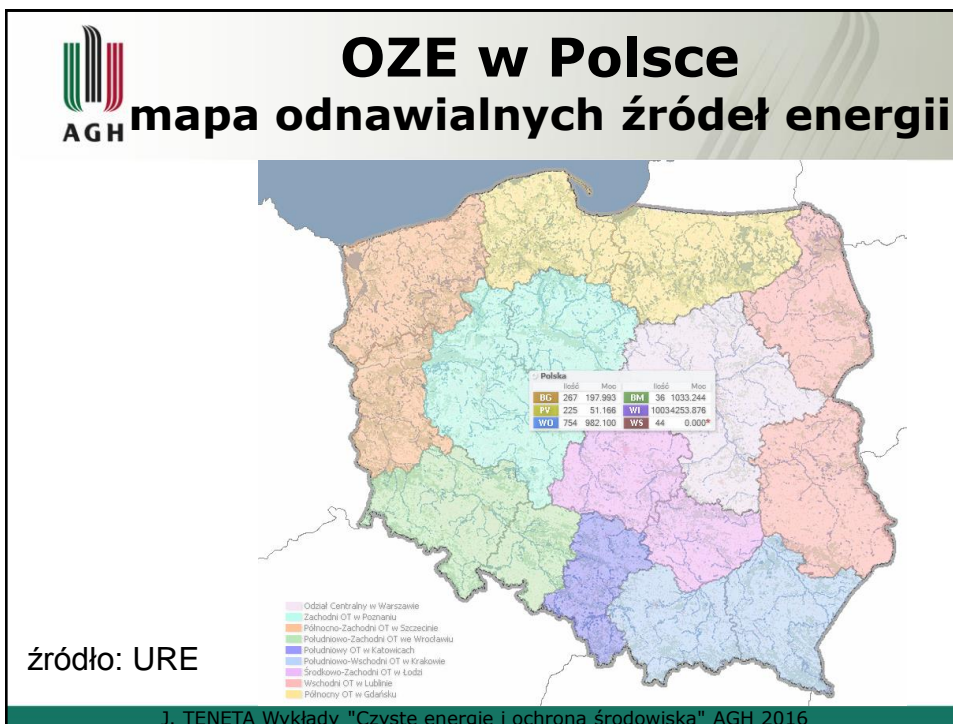 OZE w Polsce
AGH mapa odnawialnych źródeł energii
Polska
Ilość Moc Ilość Moc
BG 267 197.993 BM 36 1033.244
PV 225 51.166 WI 1003 4253.876
WO 754 982.100 WS 44 0.000*
Odział Centralny w Warszawie
Zachodni OT w Poznaniu
Północno-Zachodni OT w Szczecinie
Południowo-Zachodni OT we Wrocławiu
Południowy OT w Katowicach
Południowo-Wschodni OT w Krakowie
Środkowo-Zachodni OT w Łodzi
Wschodni OT w Lublinie
Północny OT w Gdańsku
źródło: URE
J. TENETA Wykłady "Czyste energie i ochrona środowiska" AGH 2016